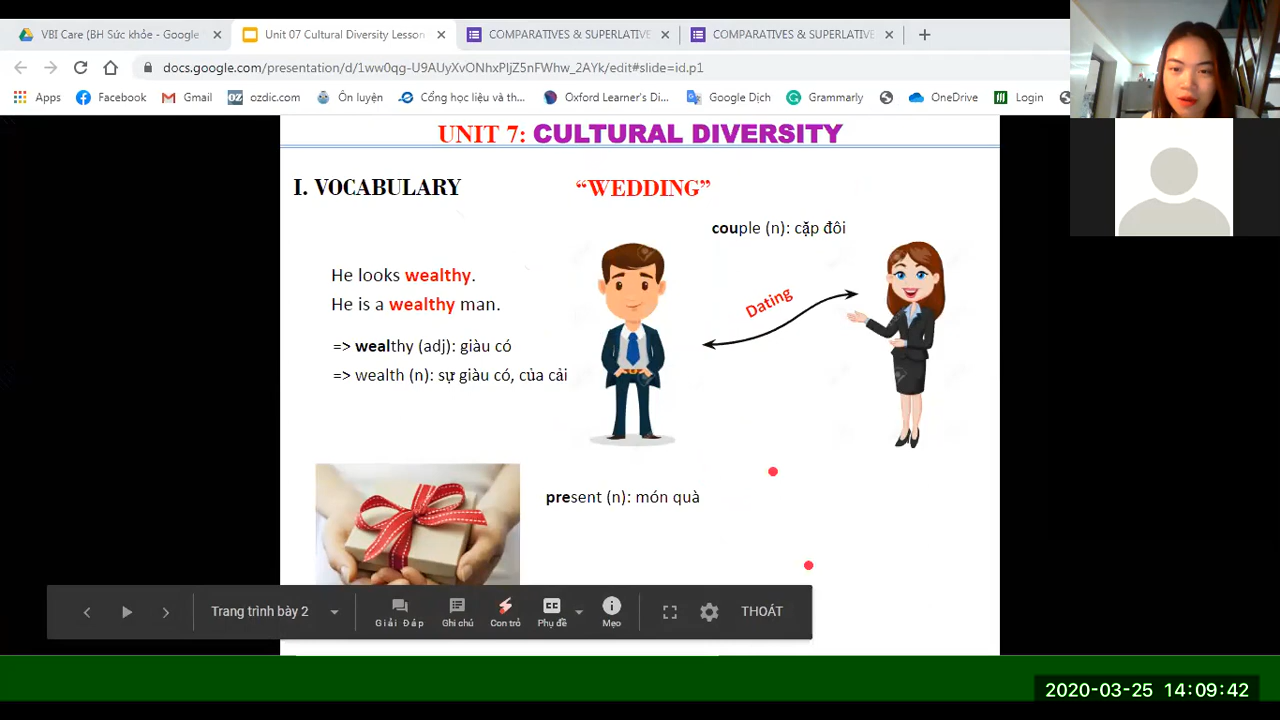 VBI Care (BH Sức khỏe - Google
Unit 07 Cultural Diversity Lesson
COMPARATIVES & SUPERLATIVE
COMPARATIVES & SUPERLATIVE
docs.google.com/presentation/d/1ww0qg-U9AUyXvONhxPljZ5nFWhw_2AYk/edit#slide=id.p1
Apps
Facebook
Gmail
ozdic.com
Ôn luyện
Cổng học liệu và th...
Oxford Learner's Di...
Google Dịch
Grammarly
OneDrive
Login
UNIT 7: CULTURAL DIVERSITY
I. VOCABULARY
“WEDDING”
couple (n): cặp đôi
He looks wealthy.
He is a wealthy man.
Dating
=> wealthy (adj): giàu có
=> wealth (n): sự giàu có, của cải
present (n): món quà
Trang trình bày 2
Giải Đáp
Ghi chú
Con trỏ
Phụ đề
Mẹo
THOÁT
2020-03-25 14:09:42